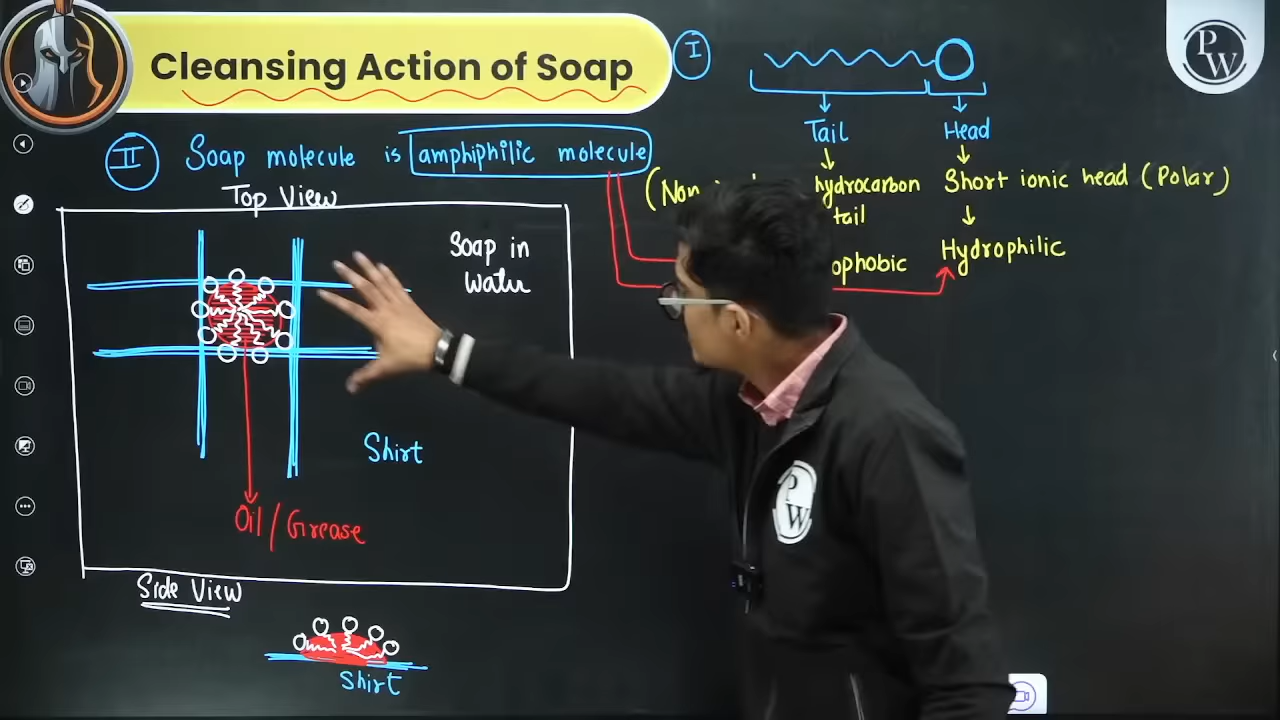 Cleansing Action of Soap
I
P
W
Tail
Head
II Soap molecule is amphiphilic molecule
hydrocarbon
tail
Short ionic head (Polar)
ophobic
Hydrophilic
Top View
Soap in
water
Shirt
Oil / Grease
Side View
Shirt
P
W